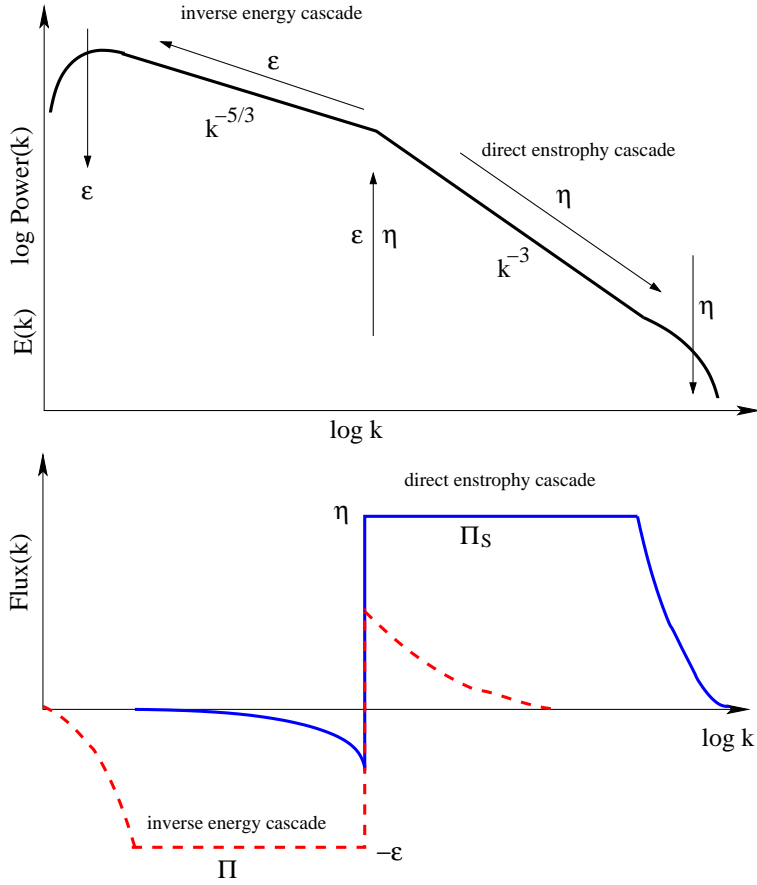 inverse energy cascade
ε
k−5/3
direct enstrophy cascade
η
ε
ε η
k−3
η
E(k) log Power(k)
log k
direct enstrophy cascade
η
ΠS
Flux(k)
log k
inverse energy cascade
−ε
Π